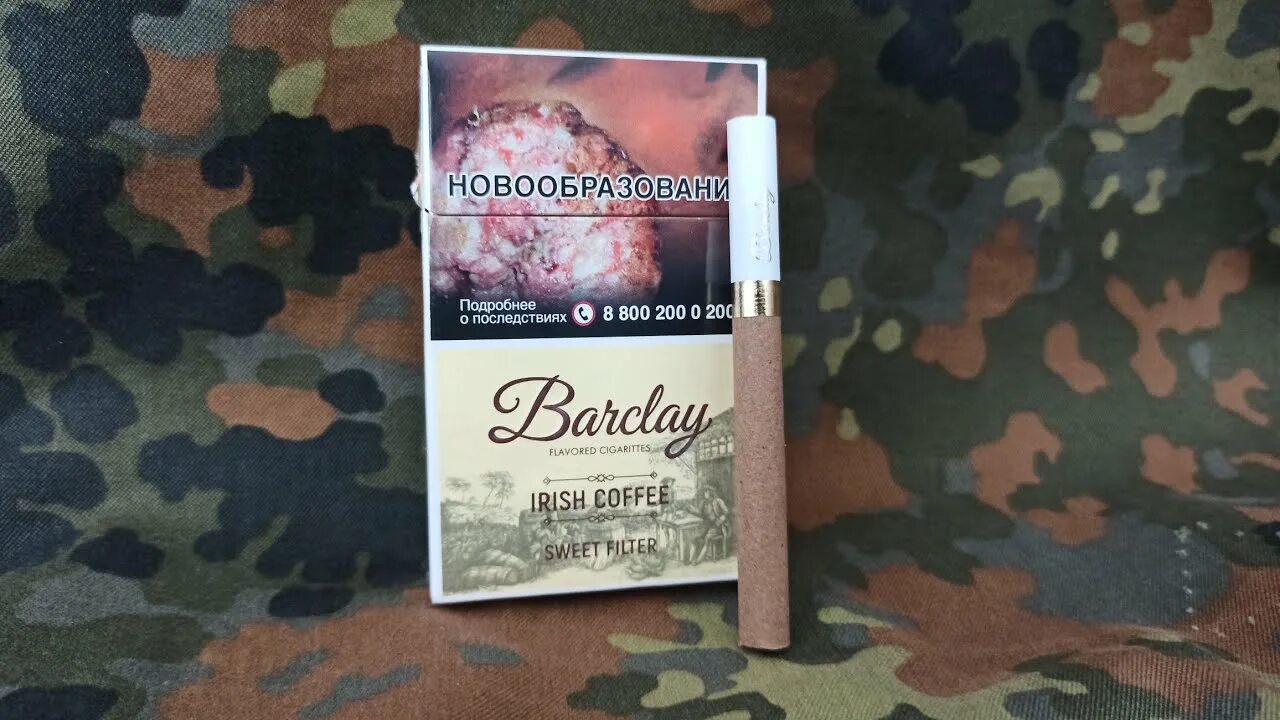 НОВООБРАЗОВАНИ
Подробнее
о последствиях 8 800 200 0 200
Barclay
FLAVORED CIGARITTES
IRISH COFFEE
SWEET FILTER
Barclay